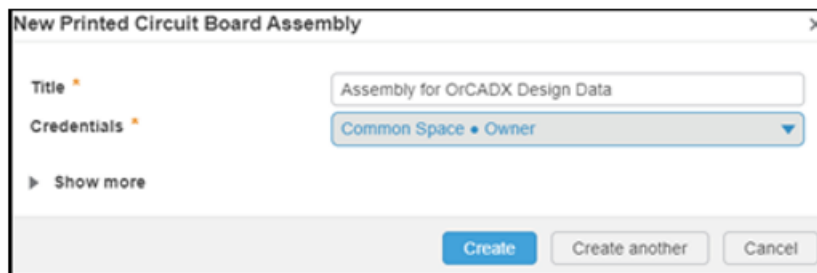 New Printed Circuit Board Assembly
Title * Assembly for OrCADX Design Data
Credentials * Common Space ● Owner
Show more
Create Create another Cancel